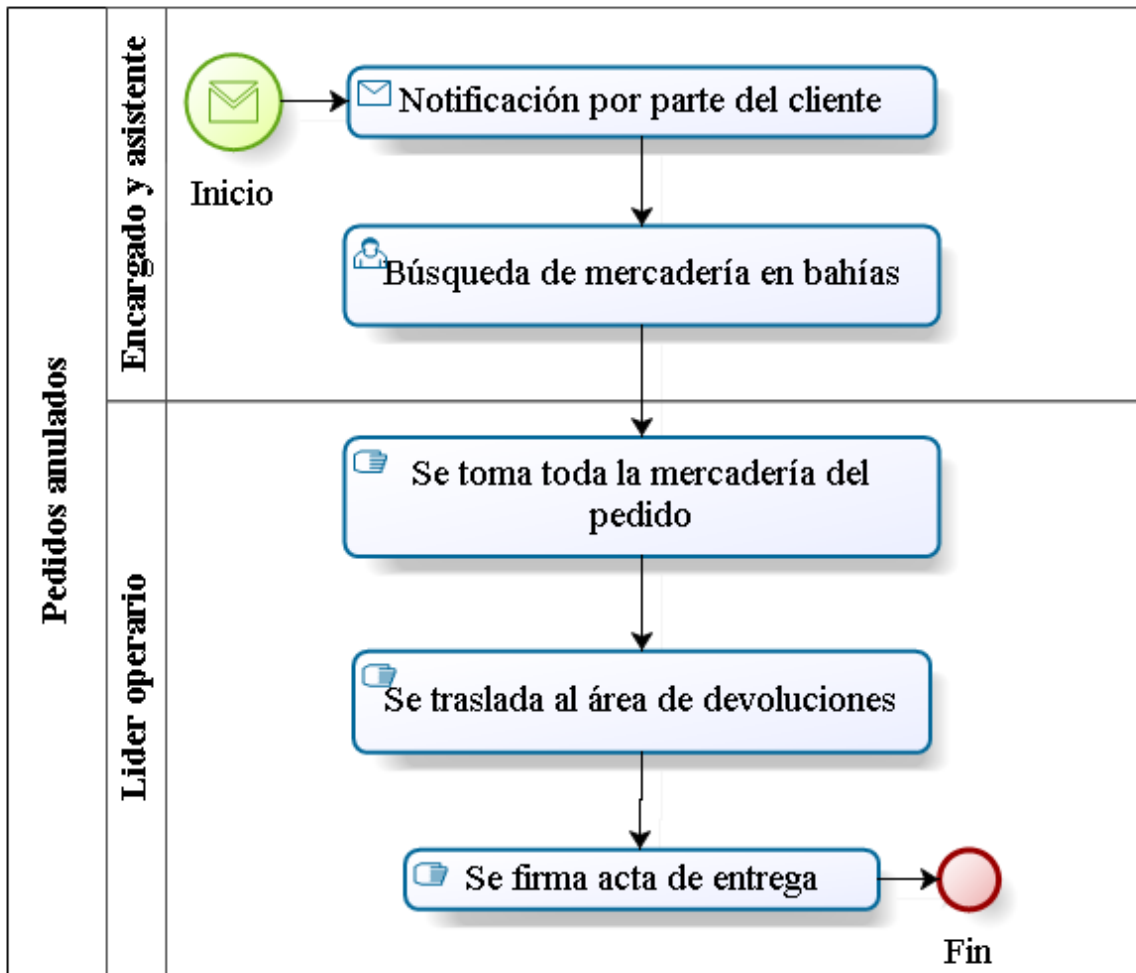 Pedidos anulados
Encargado y asistente
Inicio
Notificación por parte del cliente
Búsqueda de mercadería en bahías
Lider operario
Se toma toda la mercadería del
pedido
Se traslada al área de devoluciones
Se firma acta de entrega
Fin